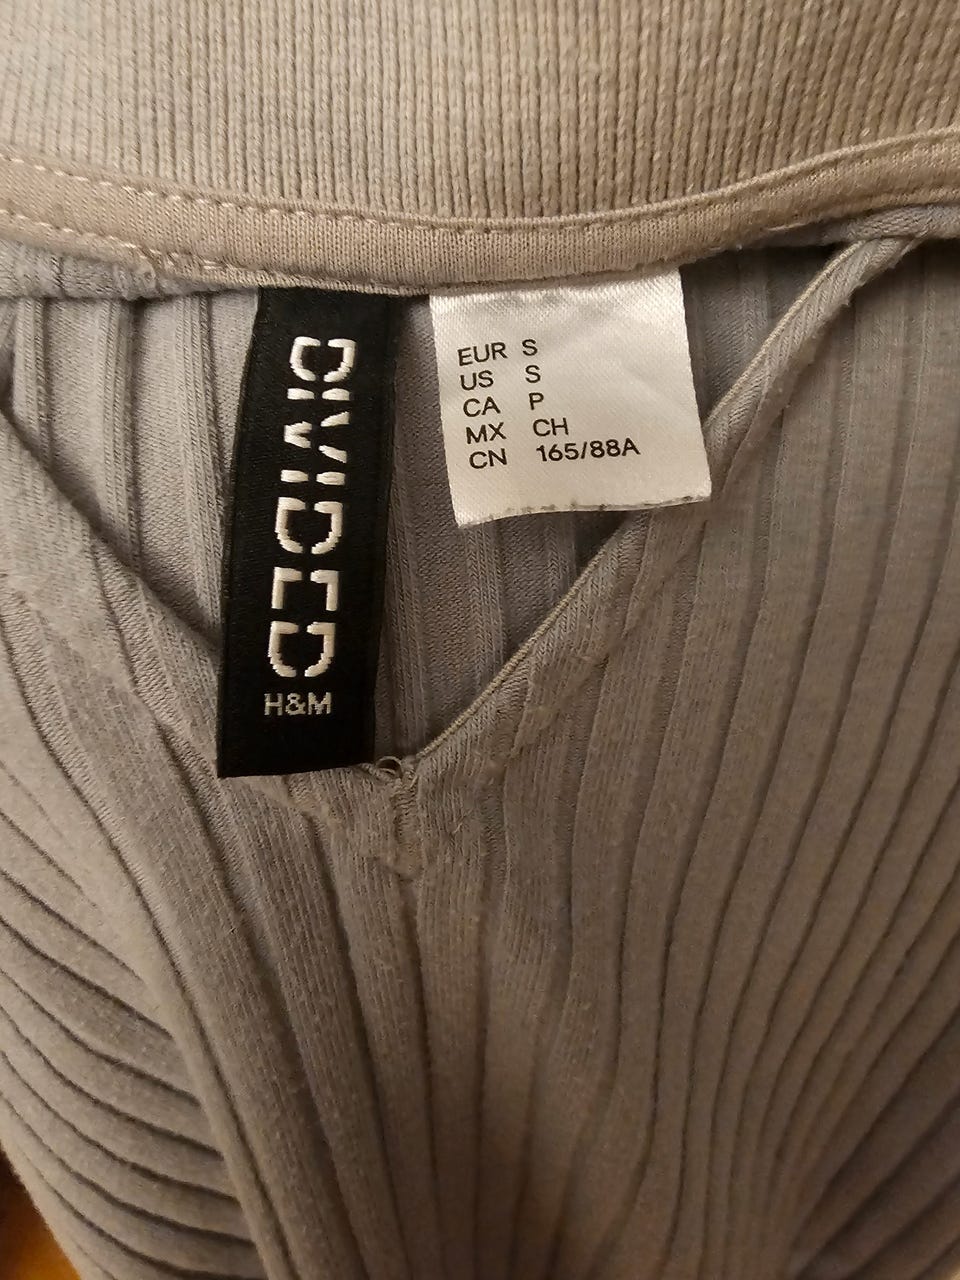 DIVIDED
H&M
EUR S
US S
CA P
MX CH
CN 165/88A